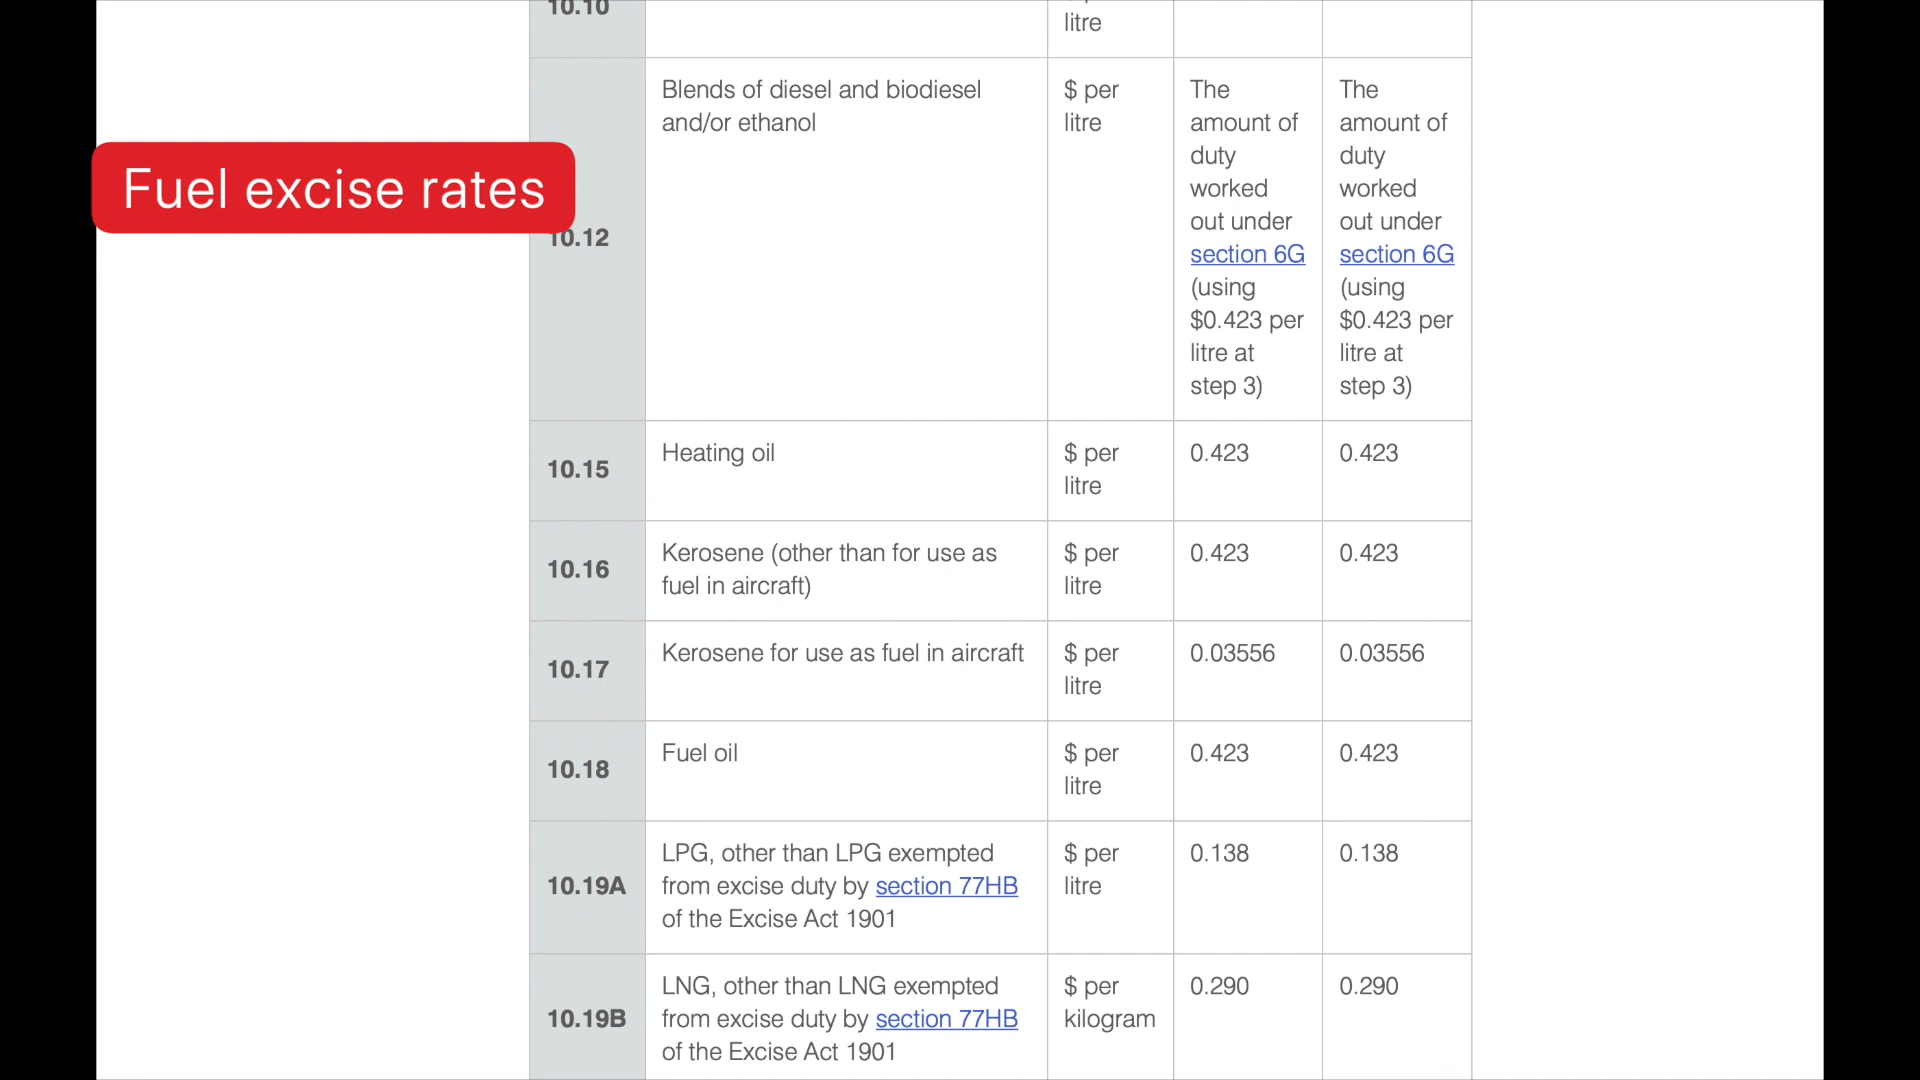 10.10
litre
Fuel excise rates
10.12
Blends of diesel and biodiesel
and/or ethanol
$ per
litre
The
amount of
duty
worked
out under
section 6G
(using
$0.423 per
litre at
step 3)
The
amount of
duty
worked
out under
section 6G
(using
$0.423 per
litre at
step 3)
10.15
Heating oil
$ per
litre
0.423
0.423
10.16
Kerosene (other than for use as
fuel in aircraft)
$ per
litre
0.423
0.423
10.17
Kerosene for use as fuel in aircraft
$ per
litre
0.03556
0.03556
10.18
Fuel oil
$ per
litre
0.423
0.423
10.19A
LPG, other than LPG exempted
from excise duty by section 77HB
of the Excise Act 1901
$ per
litre
0.138
0.138
10.19B
LNG, other than LNG exempted
from excise duty by section 77HB
of the Excise Act 1901
$ per
kilogram
0.290
0.290